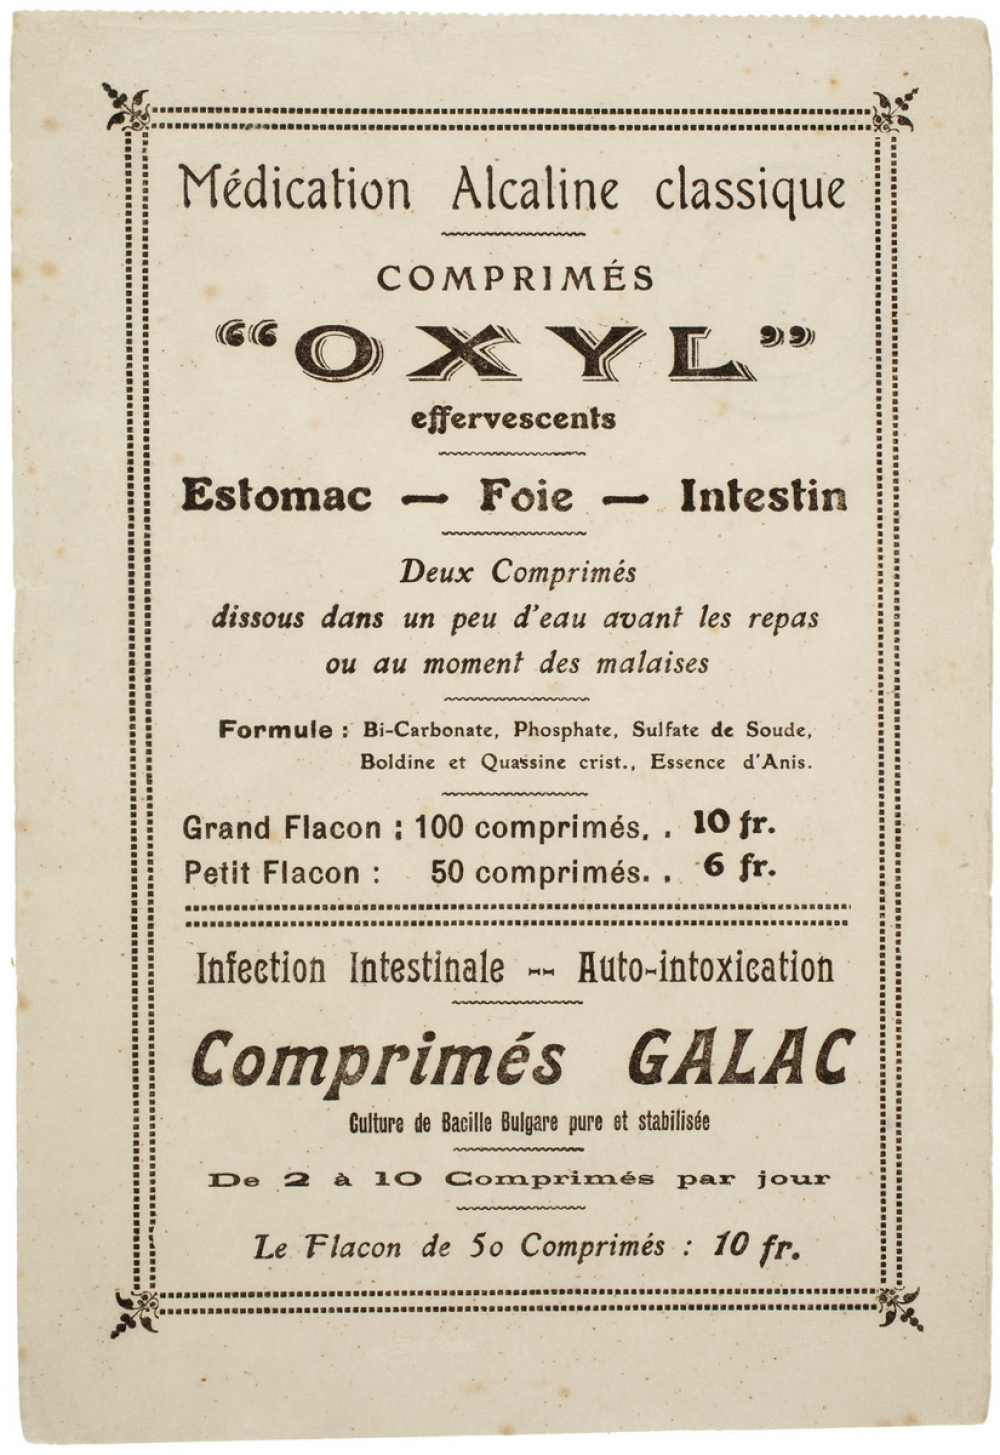 Médication Alcaline classique
COMPRIMÉS
“OXYL”
effervescents
Estomac — Foie — Intestin
Deux Comprimés
dissous dans un peu d'eau avant les repas
ou au moment des malaises
Formule : Bi-Carbonate, Phosphate, Sulfate de Soude,
Boldine et Quassine crist., Essence d'Anis.
Grand Flacon : 100 comprimés. . 10 fr.
Petit Flacon : 50 comprimés. . 6 fr.
Infection Intestinale -- Auto-intoxication
Comprimés GALAC
Culture de Bacille Bulgare pure et stabilisée
De 2 à 10 Comprimés par jour
Le Flacon de 50 Comprimés : 10 fr.